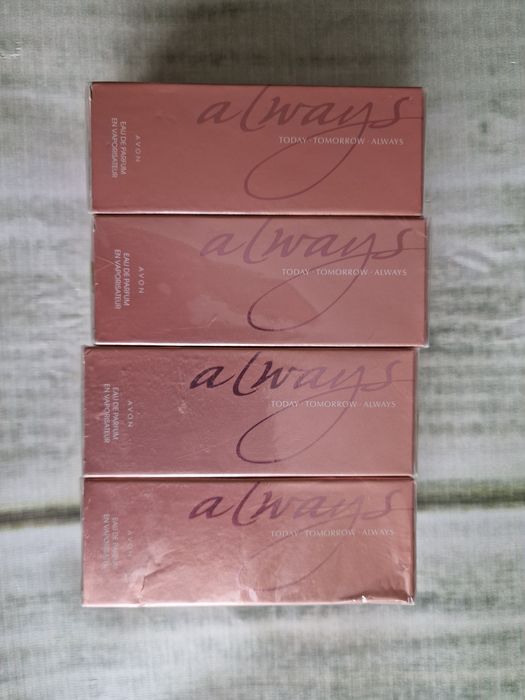 always
TODAY · TOMORROW · ALWAYS
AVON
EAU DE PARFUM
EN VAPORISATEUR
always
TODAY · TOMORROW · ALWAYS
AVON
EAU DE PARFUM
EN VAPORISATEUR
always
TODAY · TOMORROW · ALWAYS
AVON
EAU DE PARFUM
EN VAPORISATEUR
always
TODAY · TOMORROW · ALWAYS
AVON
EAU DE PARFUM
EN VAPORISATEUR